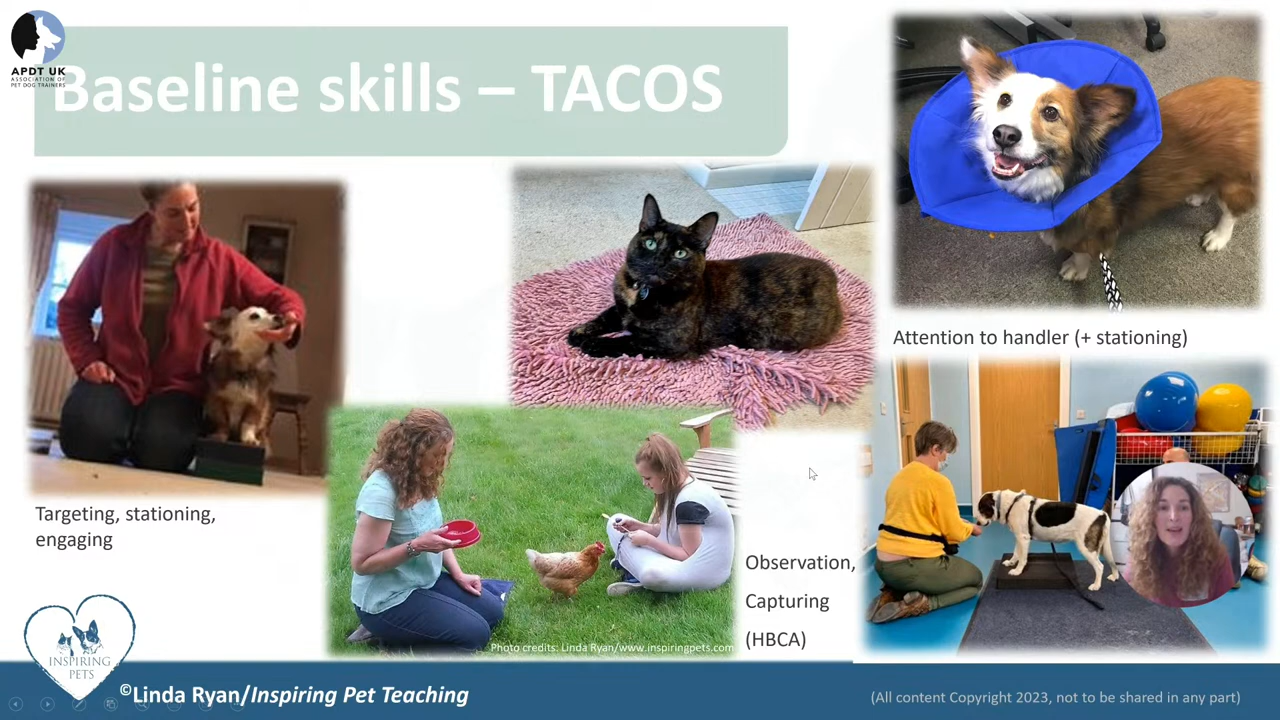 APDT UK
ASSOCIATION OF
PET DOG TRAINERS
Baseline skills – TACOS
Attention to handler (+ stationing)
Targeting, stationing,
engaging
Observation,
Capturing
(HBCA)
Photo credits: Linda Ryan/www.inspiringpets.com
INSPIRING
PETS
©Linda Ryan/Inspiring Pet Teaching
(All content Copyright 2023, not to be shared in any part)